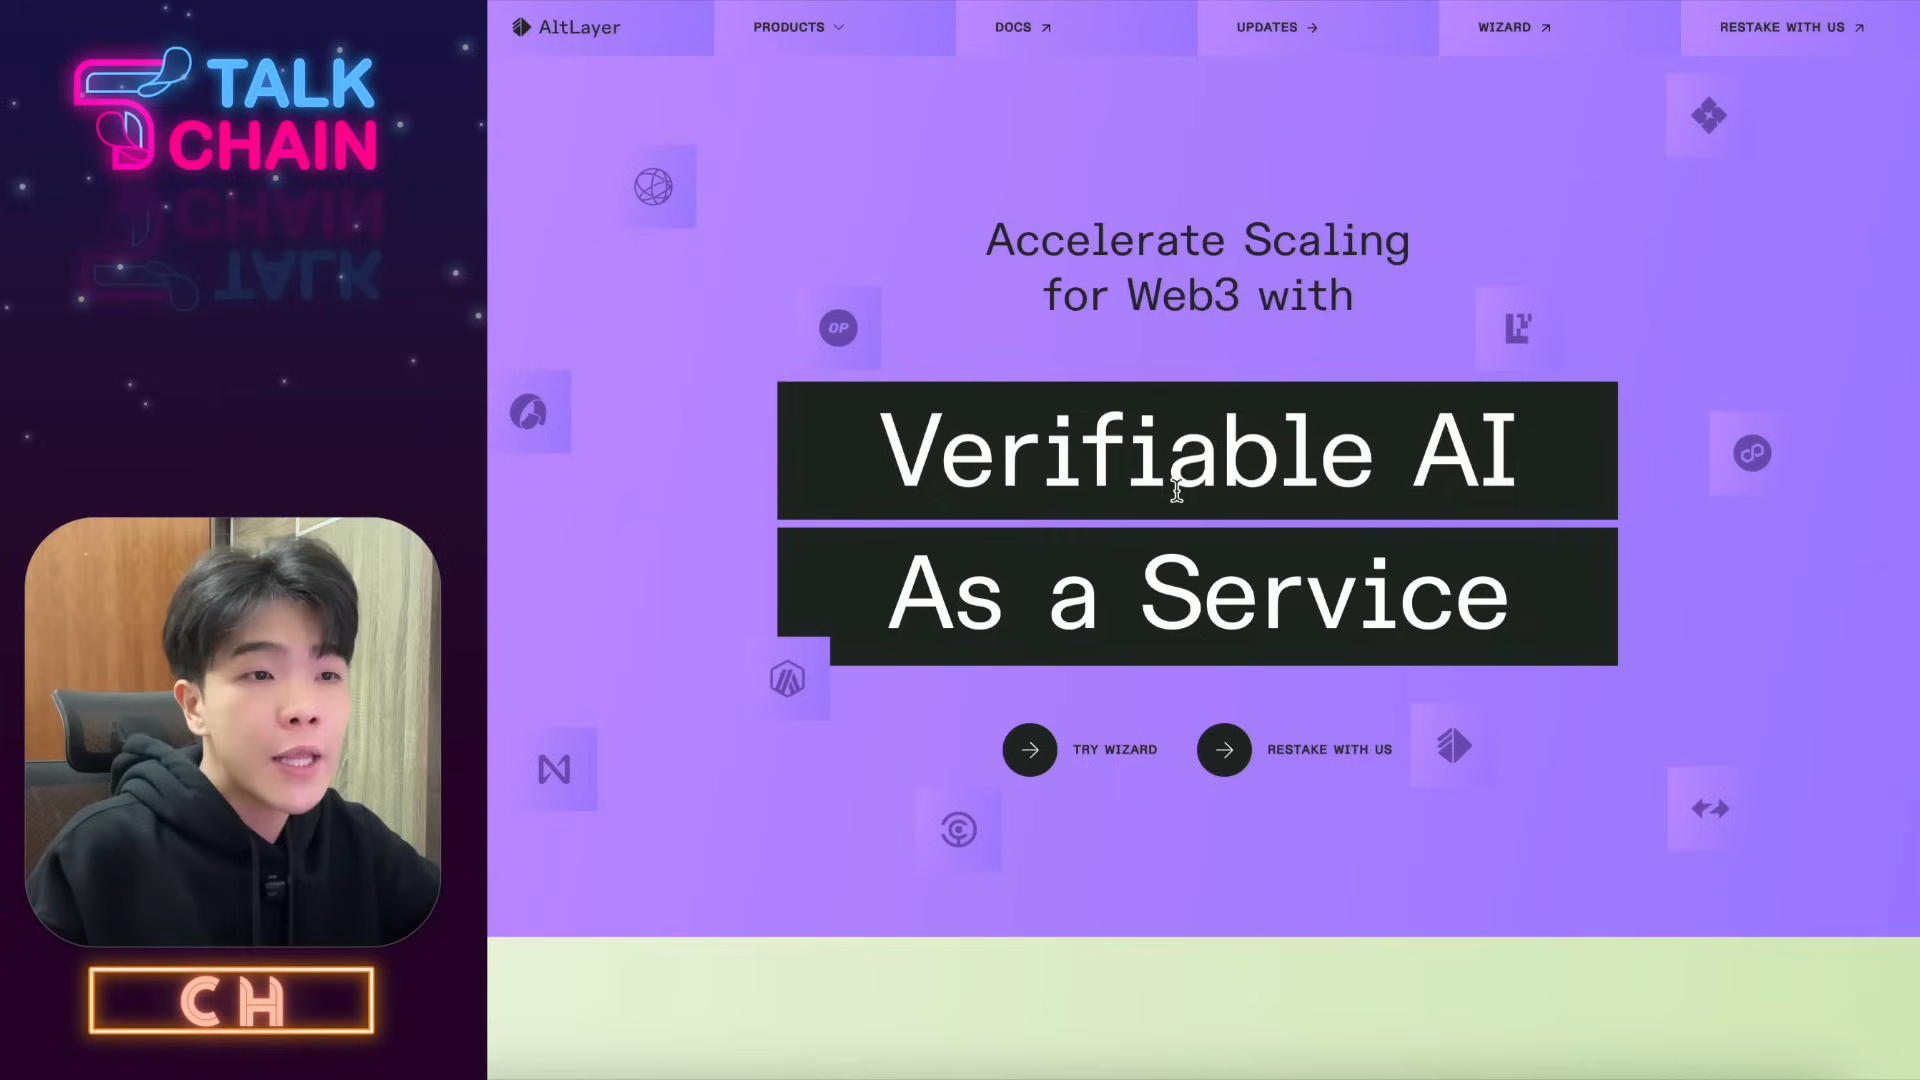 TALK
CHAIN
CH
AltLayer
PRODUCTS
DOCS
UPDATES
WIZARD
RESTAKE WITH US
Accelerate Scaling
for Web3 with
OP
Verifiable AI
As a Service
TRY WIZARD
RESTAKE WITH US